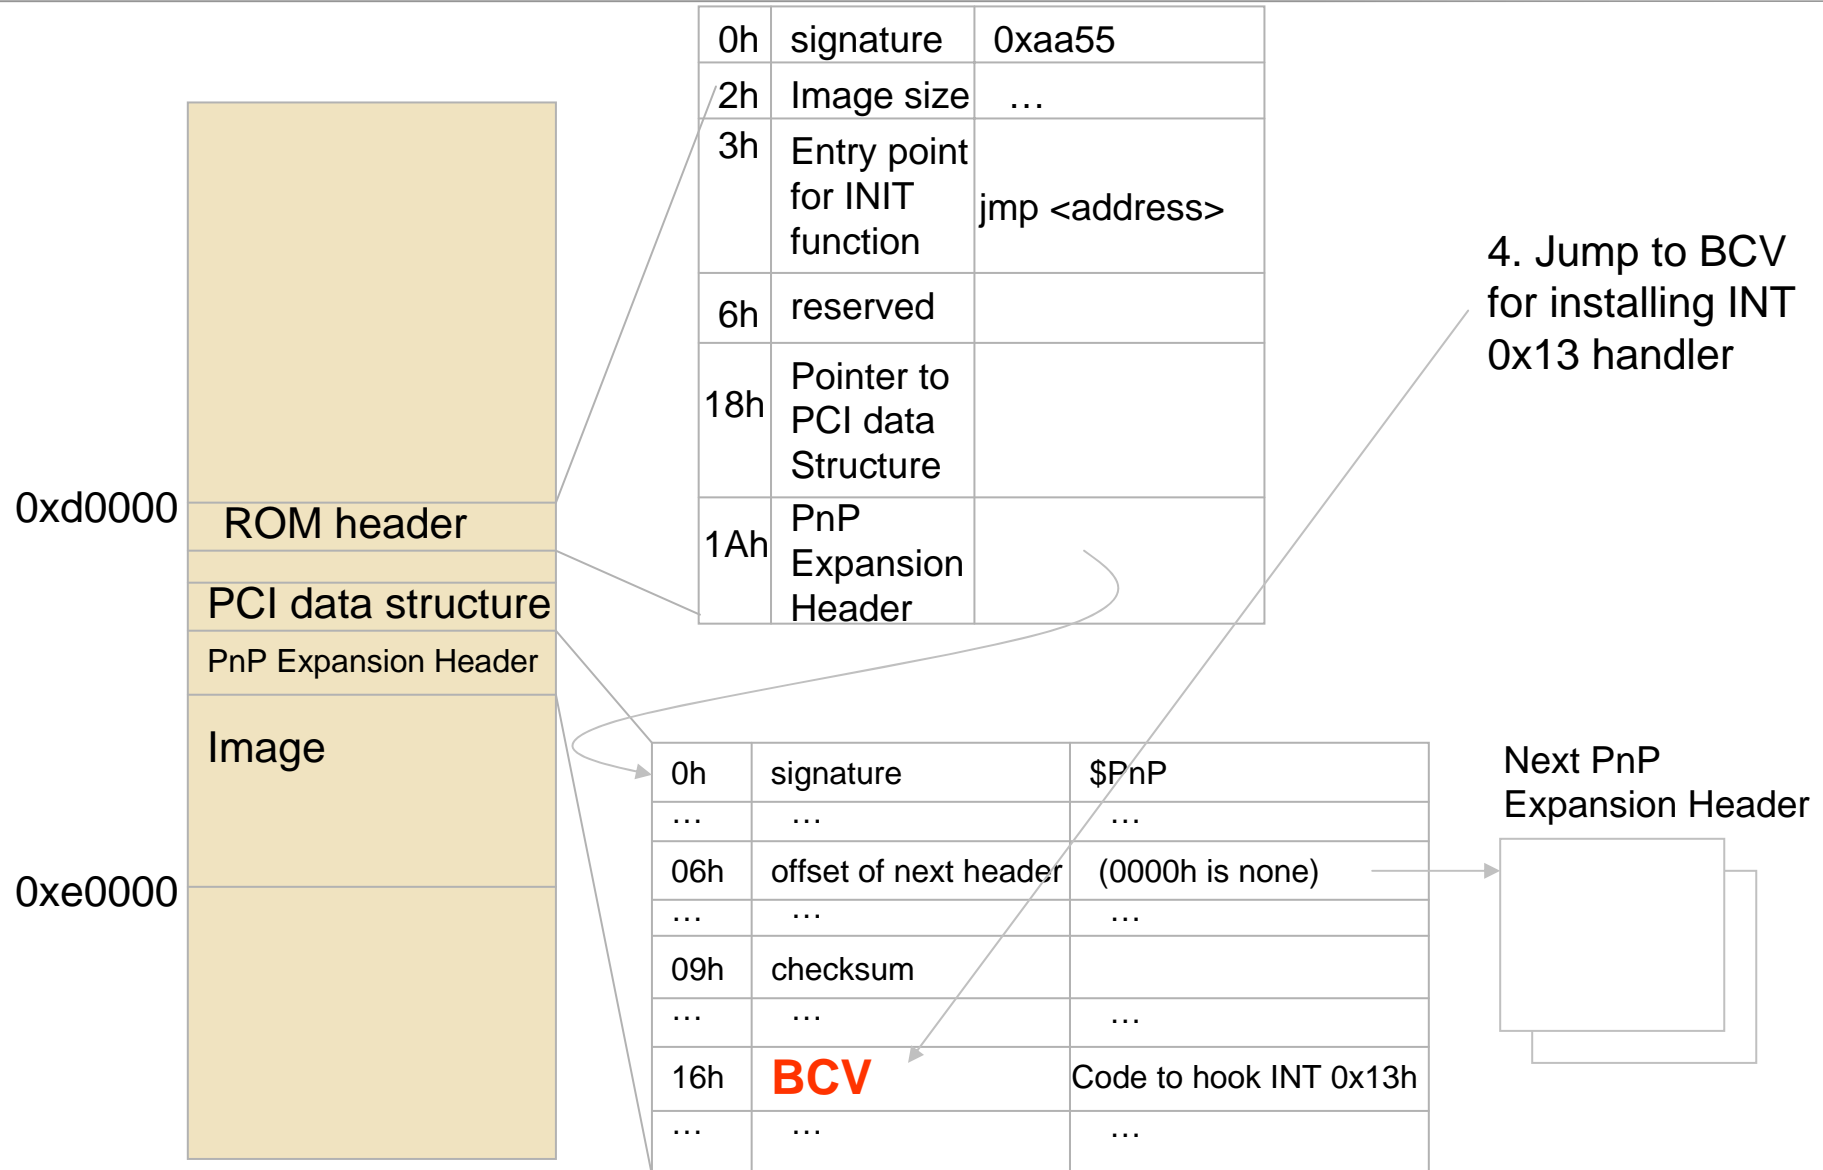 0h signature 0xaa55
2h Image size …
3h Entry point
for INIT
function
jmp <address>
6h reserved
18h Pointer to
PCI data
Structure
1Ah PnP
Expansion
Header
4. Jump to BCV
for installing INT
0x13 handler
0xd0000
ROM header
PCI data structure
PnP Expansion Header
Image
0xe0000
0h signature $PnP
… … …
06h offset of next header (0000h is none)
… … …
09h checksum
… … …
16h BCV Code to hook INT 0x13h
… … …
Next PnP
Expansion Header